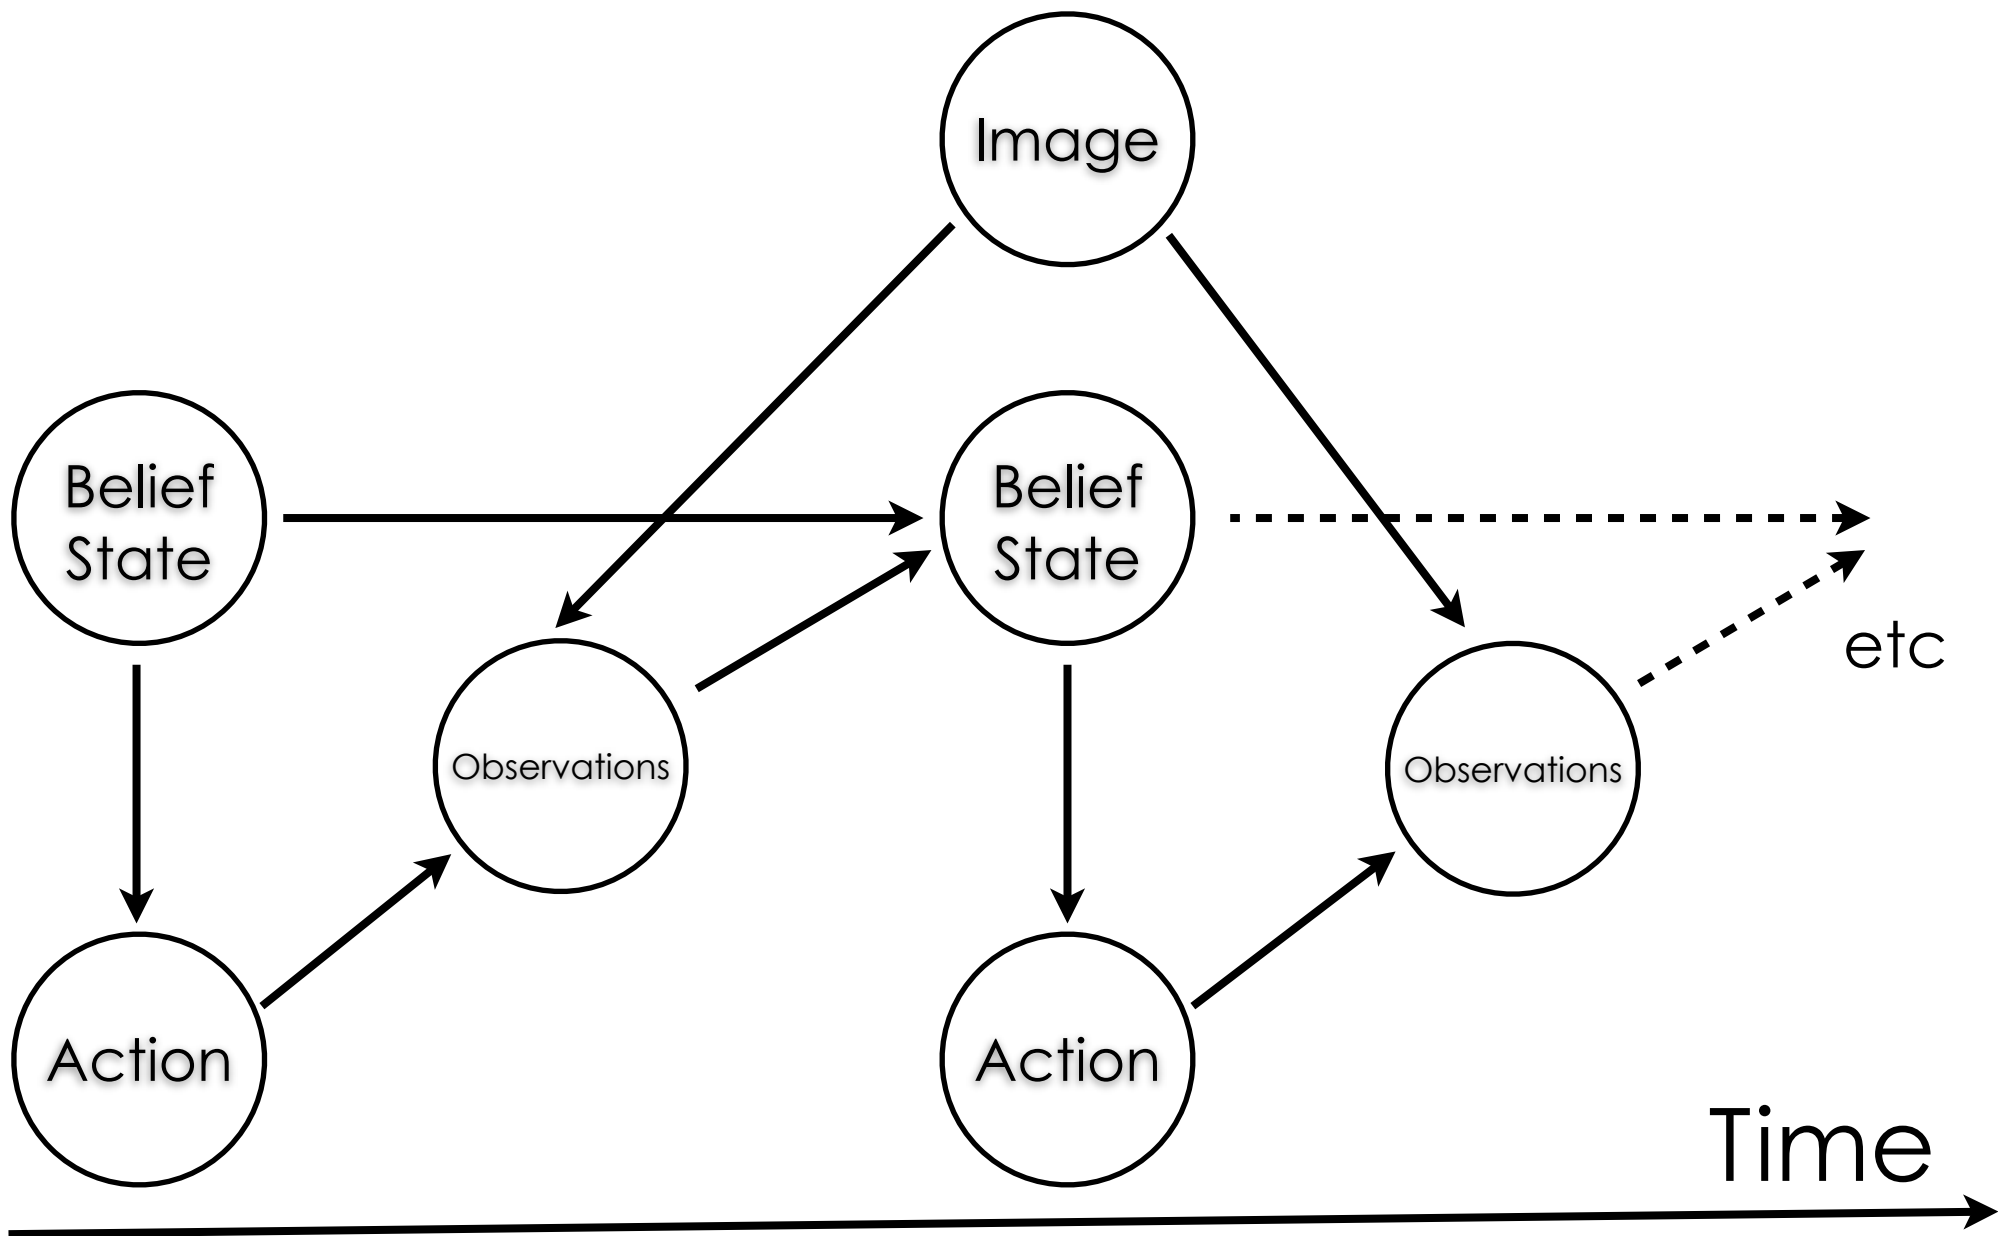 Image
Belief
State
Belief
State
etc
Observations
Observations
Action
Action
Time